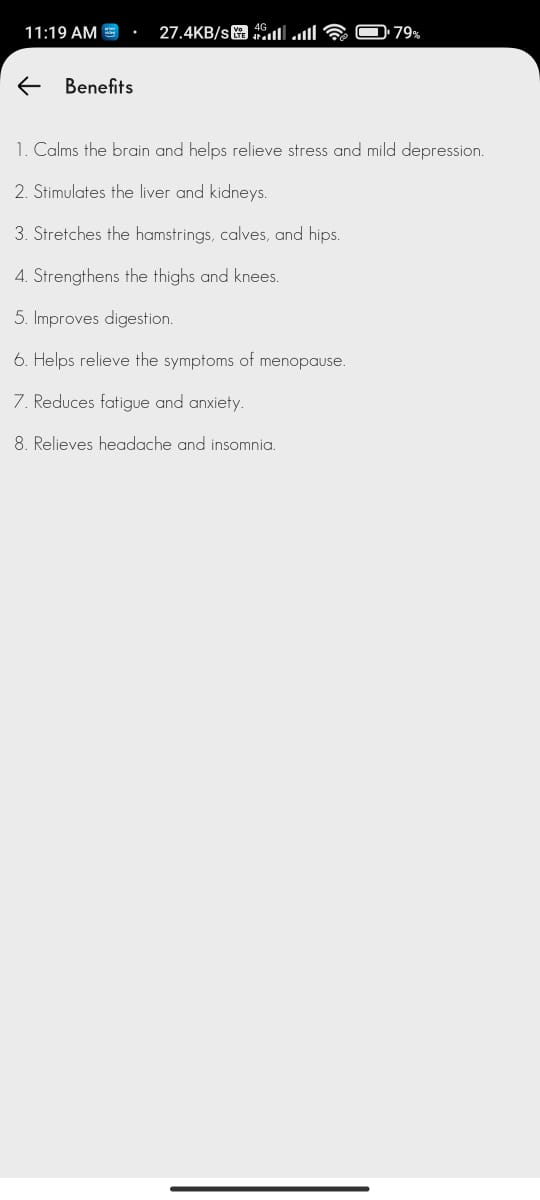 11:19 AM · 27.4KB/s Vo LTE 4G 79%
Benefits
1. Calms the brain and helps relieve stress and mild depression.
2. Stimulates the liver and kidneys.
3. Stretches the hamstrings, calves, and hips.
4. Strengthens the thighs and knees.
5. Improves digestion.
6. Helps relieve the symptoms of menopause.
7. Reduces fatigue and anxiety.
8. Relieves headache and insomnia.